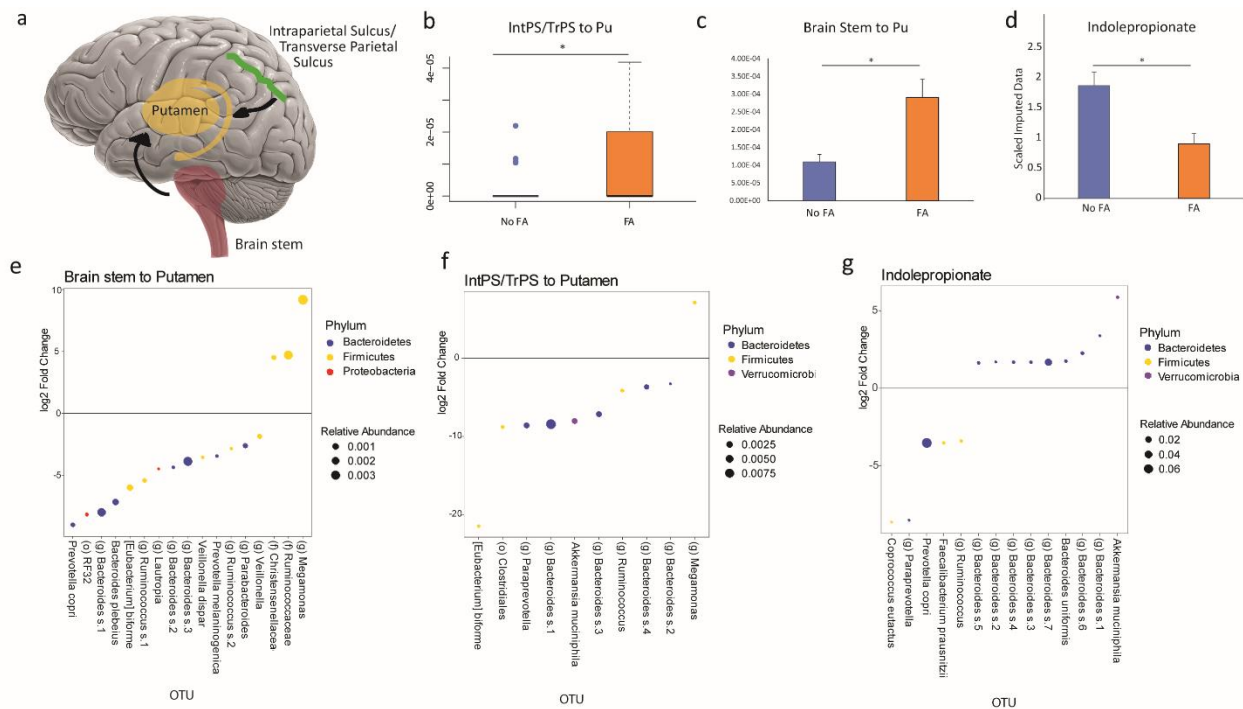 a
Intraparietal Sulcus/
Transverse Parietal
Sulcus
Putamen
Brain stem
b
IntPS/TrPS to Pu
*
4e-05
2e-05
0e+00
No FA
FA
c
Brain Stem to Pu
*
4.00E-04
3.50E-04
3.00E-04
2.50E-04
2.00E-04
1.50E-04
1.00E-04
5.00E-05
0.00E+00
No FA
FA
d
Indolepropionate
*
Scaled Imputed Data
2.5
2
1.5
1
0.5
0
No FA
FA
e
Brain stem to Putamen
log2 Fold Change
10
5
0
-5
Prevotella copri
(o) RF32
(g) Bacteroides s.1
Bacteroides plebeius
[Eubacterium] biforme
(g) Ruminococcus s.1
(g) Lautropia
(g) Bacteroides s.2
(g) Bacteroides s.3
Veillonella dispar
Prevotella melaninogenica
(g) Ruminococcus s.2
(g) Parabacteroides
(g) Veillonella
(f) Christensenellacea
(f) Ruminococcaceae
(g) Megamonas
OTU
Phylum
Bacteroidetes
Firmicutes
Proteobacteria
Relative Abundance
0.001
0.002
0.003
f
IntPS/TrPS to Putamen
log2 Fold Change
0
-10
-20
[Eubacterium] biforme
(o) Clostridiales
(g) Paraprevotella
(g) Bacteroides s.1
Akkermansia muciniphila
(g) Bacteroides s.3
(g) Ruminococcus
(g) Bacteroides s.4
(g) Bacteroides s.2
(g) Megamonas
OTU
Phylum
Bacteroidetes
Firmicutes
Verrucomicrobi
Relative Abundance
0.0025
0.0050
0.0075
g
Indolepropionate
log2 Fold Change
5
0
-5
Coprococcus eutactus
(g) Paraprevotella
Prevotella copri
Faecalibacterium prausnitzii
(g) Ruminococcus
(g) Bacteroides s.5
(g) Bacteroides s.2
(g) Bacteroides s.4
(g) Bacteroides s.3
(g) Bacteroides s.7
Bacteroides uniformis
(g) Bacteroides s.6
(g) Bacteroides s.1
Akkermansia muciniphila
OTU
Phylum
Bacteroidetes
Firmicutes
Verrucomicrobia
Relative Abundance
0.02
0.04
0.06